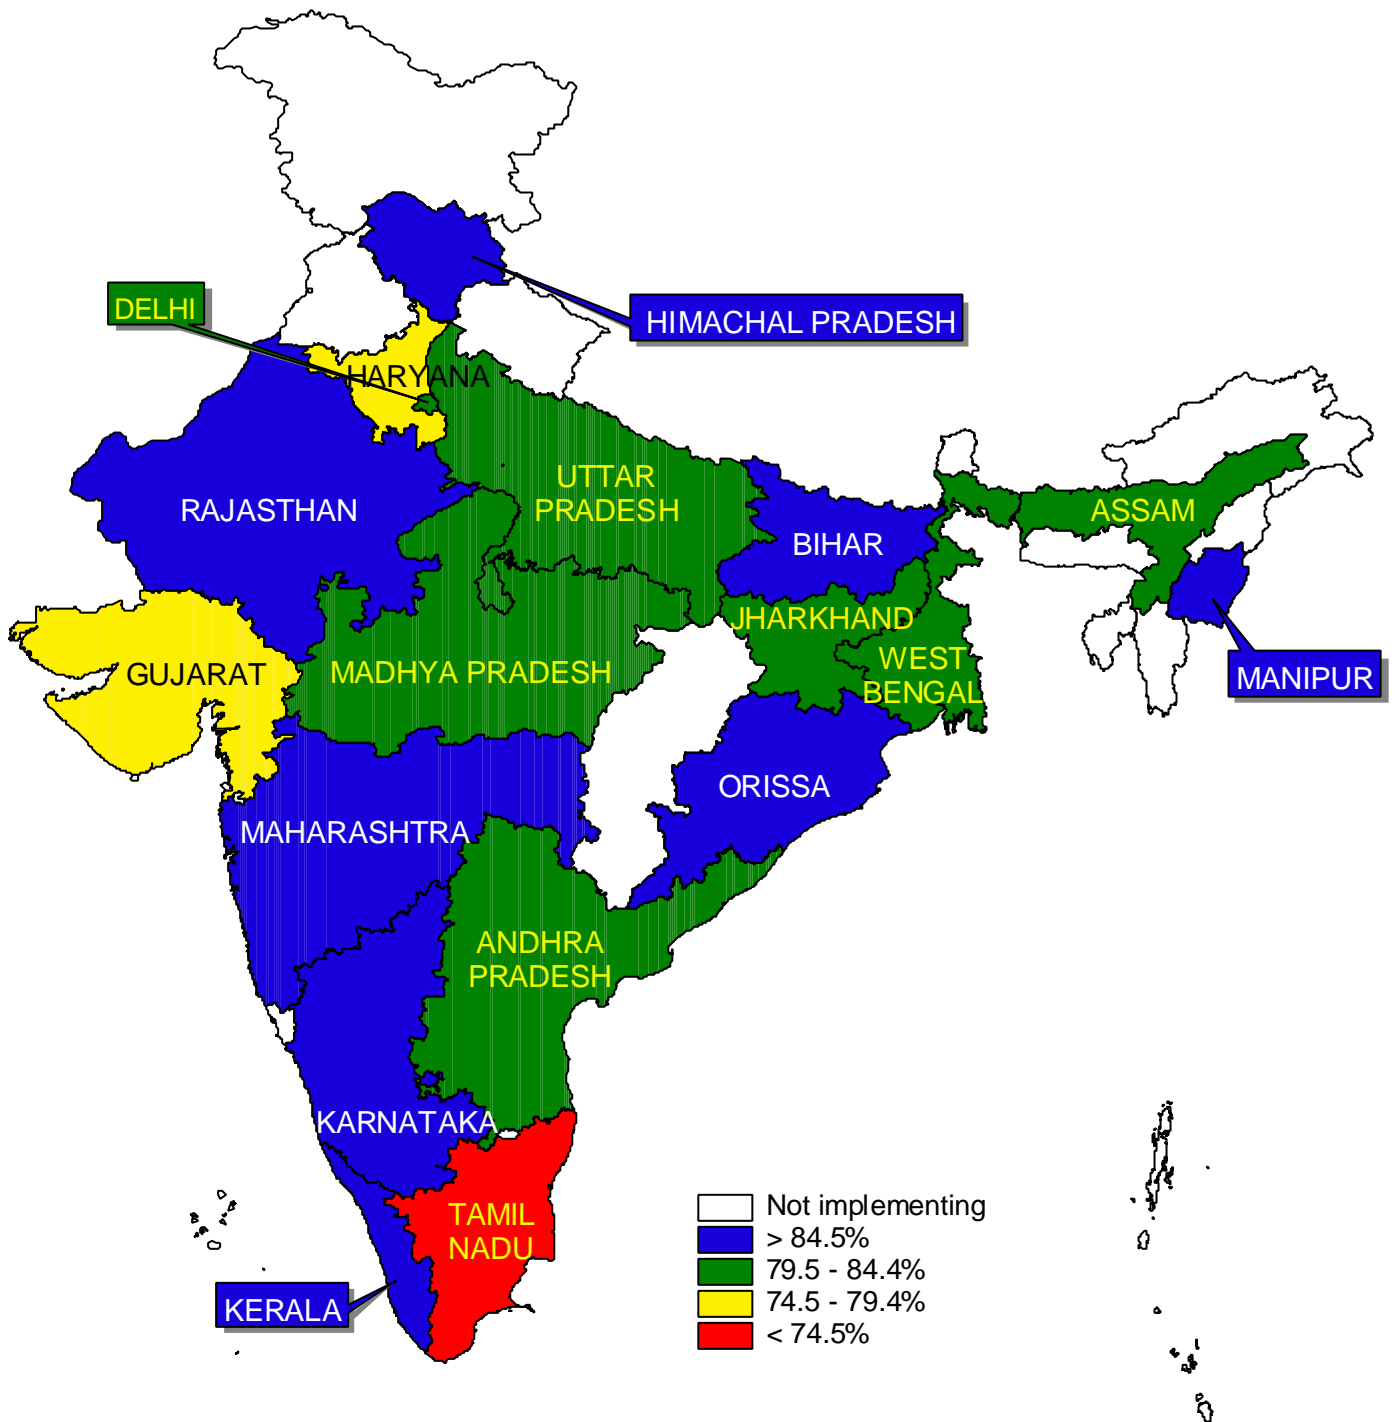 DELHI
HIMACHAL PRADESH
HARYANA
UTTAR
PRADESH
RAJASTHAN
ASSAM
BIHAR
JHARKHAND
GUJARAT
MADHYA PRADESH
WEST
BENGAL
MANIPUR
ORISSA
MAHARASHTRA
ANDHRA
PRADESH
KARNATAKA
TAMIL
NADU
KERALA
Not implementing
> 84.5%
79.5 - 84.4%
74.5 - 79.4%
< 74.5%